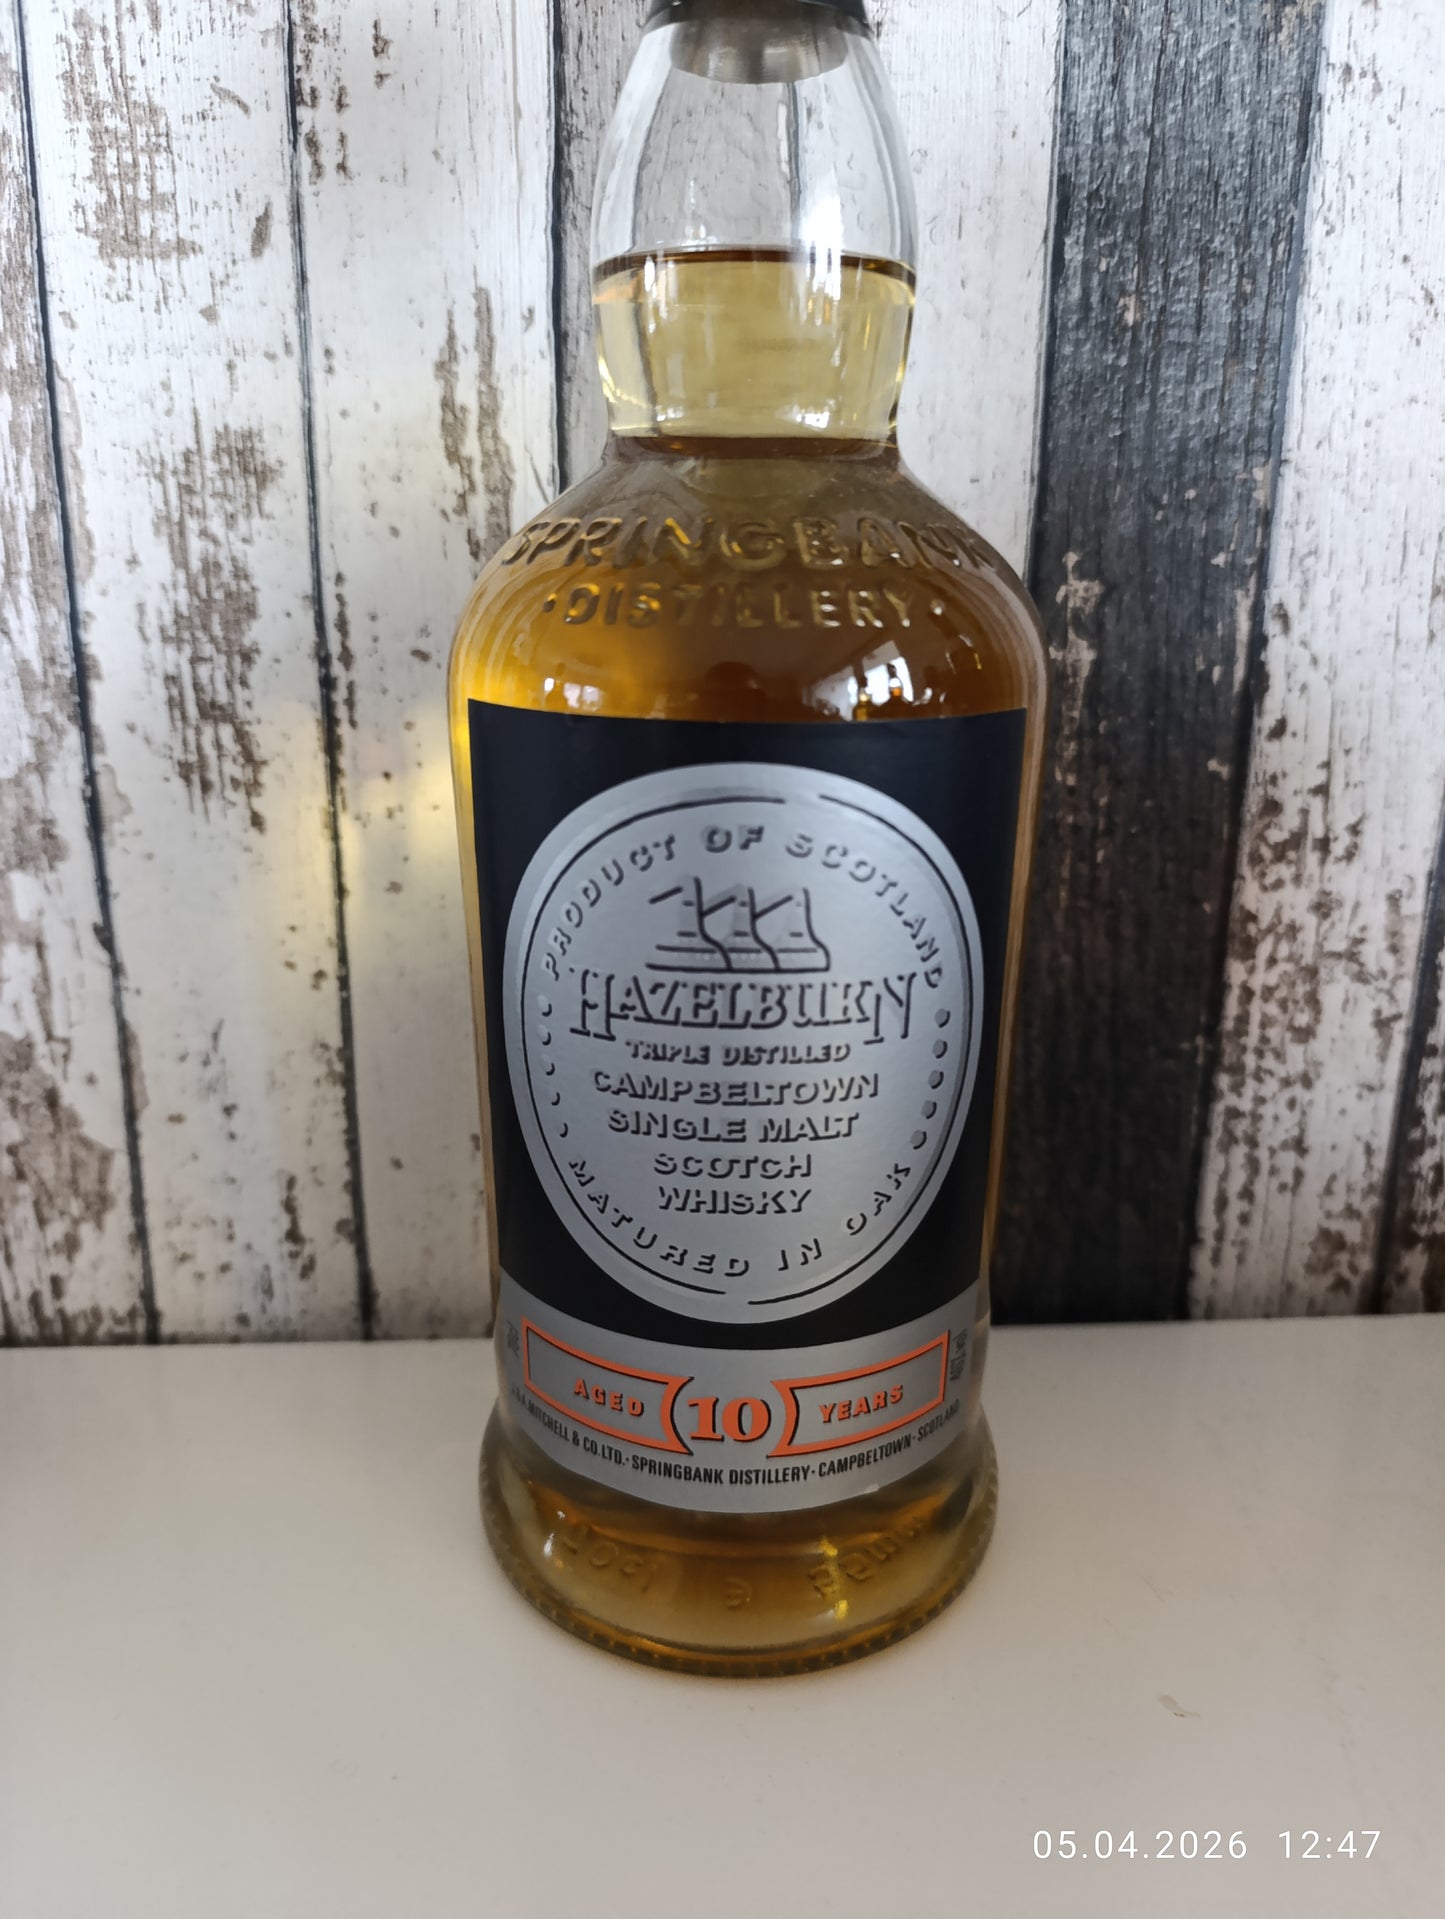 SPRINGBANK
·DISTILLERY·
PRODUCT OF SCOTLAND
HAZELBURN
TRIPLE DISTILLED
CAMPBELTOWN
SINGLE MALT
SCOTCH
WHISKY
MATURED IN OAK
AGED 10 YEARS
J&A MITCHELL & CO.LTD.·SPRINGBANK DISTILLERY·CAMPBELTOWN·SCOTLAND
05.04.2026 12:47